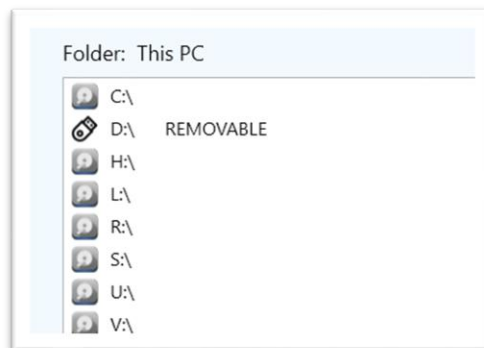 Folder: This PC
C:\
D:\ REMOVABLE
H:\
L:\
R:\
S:\
U:\
V:\